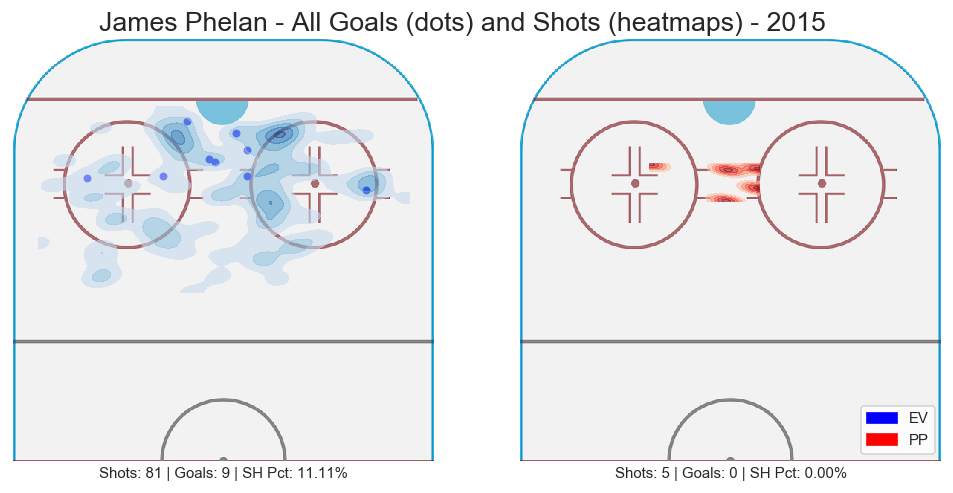 James Phelan - All Goals (dots) and Shots (heatmaps) - 2015
EV
PP
Shots: 81 | Goals: 9 | SH Pct: 11.11%
Shots: 5 | Goals: 0 | SH Pct: 0.00%